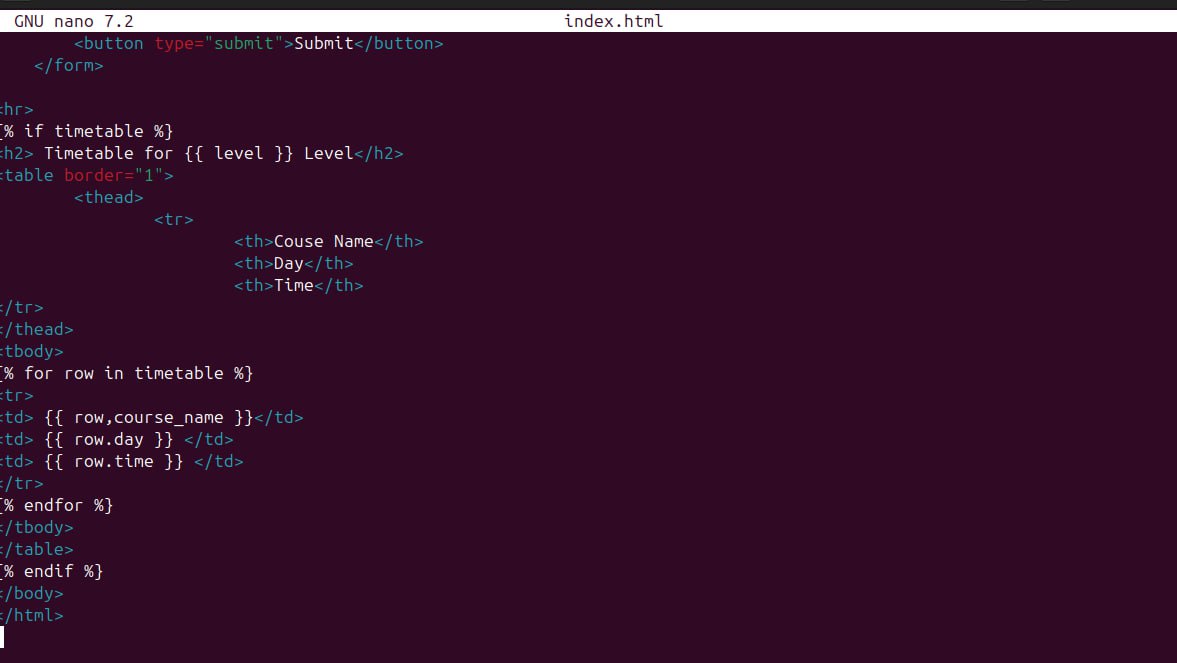 GNU nano 7.2 index.html
<button type="submit">Submit</button>
</form>
<hr>
{% if timetable %}
<h2> Timetable for {{ level }} Level</h2>
<table border="1">
<thead>
<tr>
<th>Couse Name</th>
<th>Day</th>
<th>Time</th>
</tr>
</thead>
<tbody>
{% for row in timetable %}
<tr>
<td> {{ row,course_name }}</td>
<td> {{ row.day }} </td>
<td> {{ row.time }} </td>
</tr>
{% endfor %}
</tbody>
</table>
{% endif %}
</body>
</html>